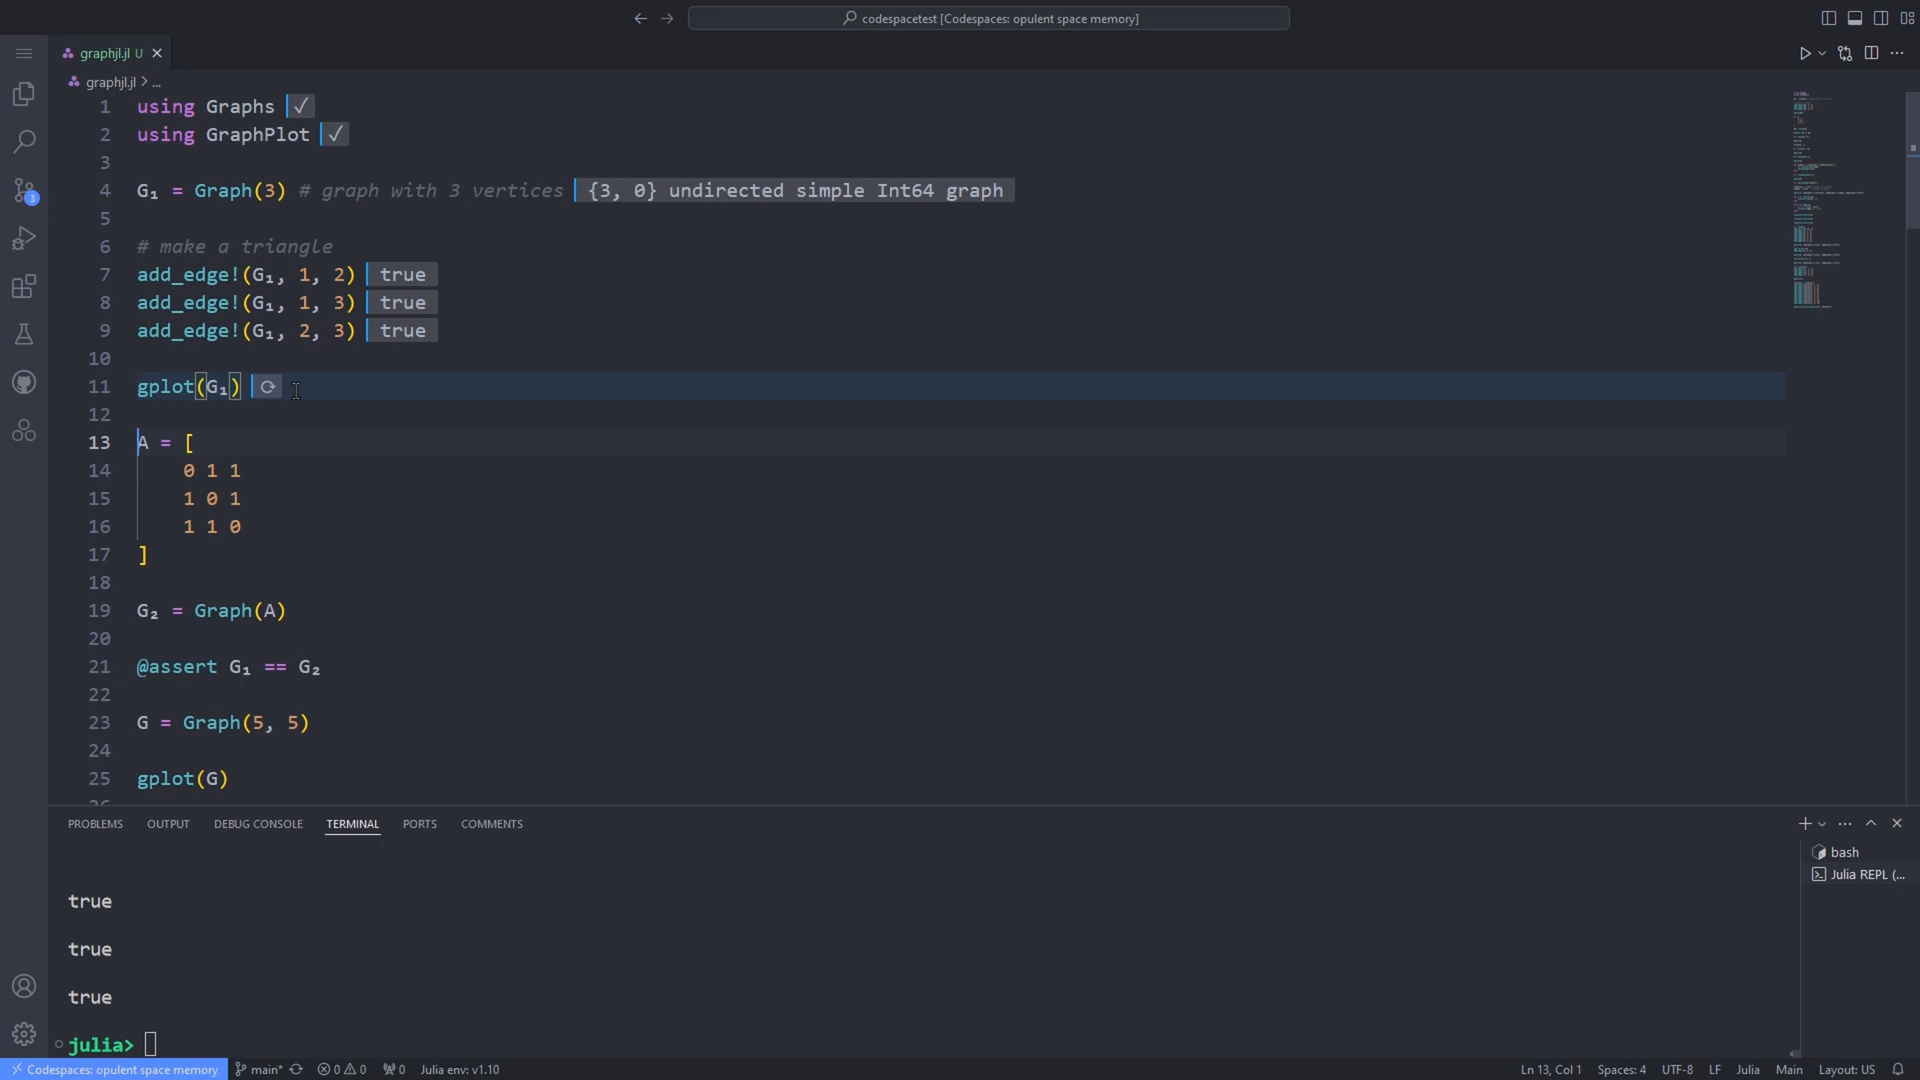 codespacetest [Codespaces: opulent space memory]
graphjl.jl U
graphjl.jl > ...
1 using Graphs ✓
2 using GraphPlot ✓
3
4 G₁ = Graph(3) # graph with 3 vertices {3, 0} undirected simple Int64 graph
5
6 # make a triangle
7 add_edge!(G₁, 1, 2) true
8 add_edge!(G₁, 1, 3) true
9 add_edge!(G₁, 2, 3) true
10
11 gplot(G₁) ⟳
12
13 A = [
14 0 1 1
15 1 0 1
16 1 1 0
17 ]
18
19 G₂ = Graph(A)
20
21 @assert G₁ == G₂
22
23 G = Graph(5, 5)
24
25 gplot(G)
3
PROBLEMS OUTPUT DEBUG CONSOLE TERMINAL PORTS COMMENTS
bash
Julia REPL (...
true
true
true
julia>
Codespaces: opulent space memory main* 0 0 0 Julia env: v1.10 Ln 13, Col 1 Spaces: 4 UTF-8 LF Julia Main Layout: US